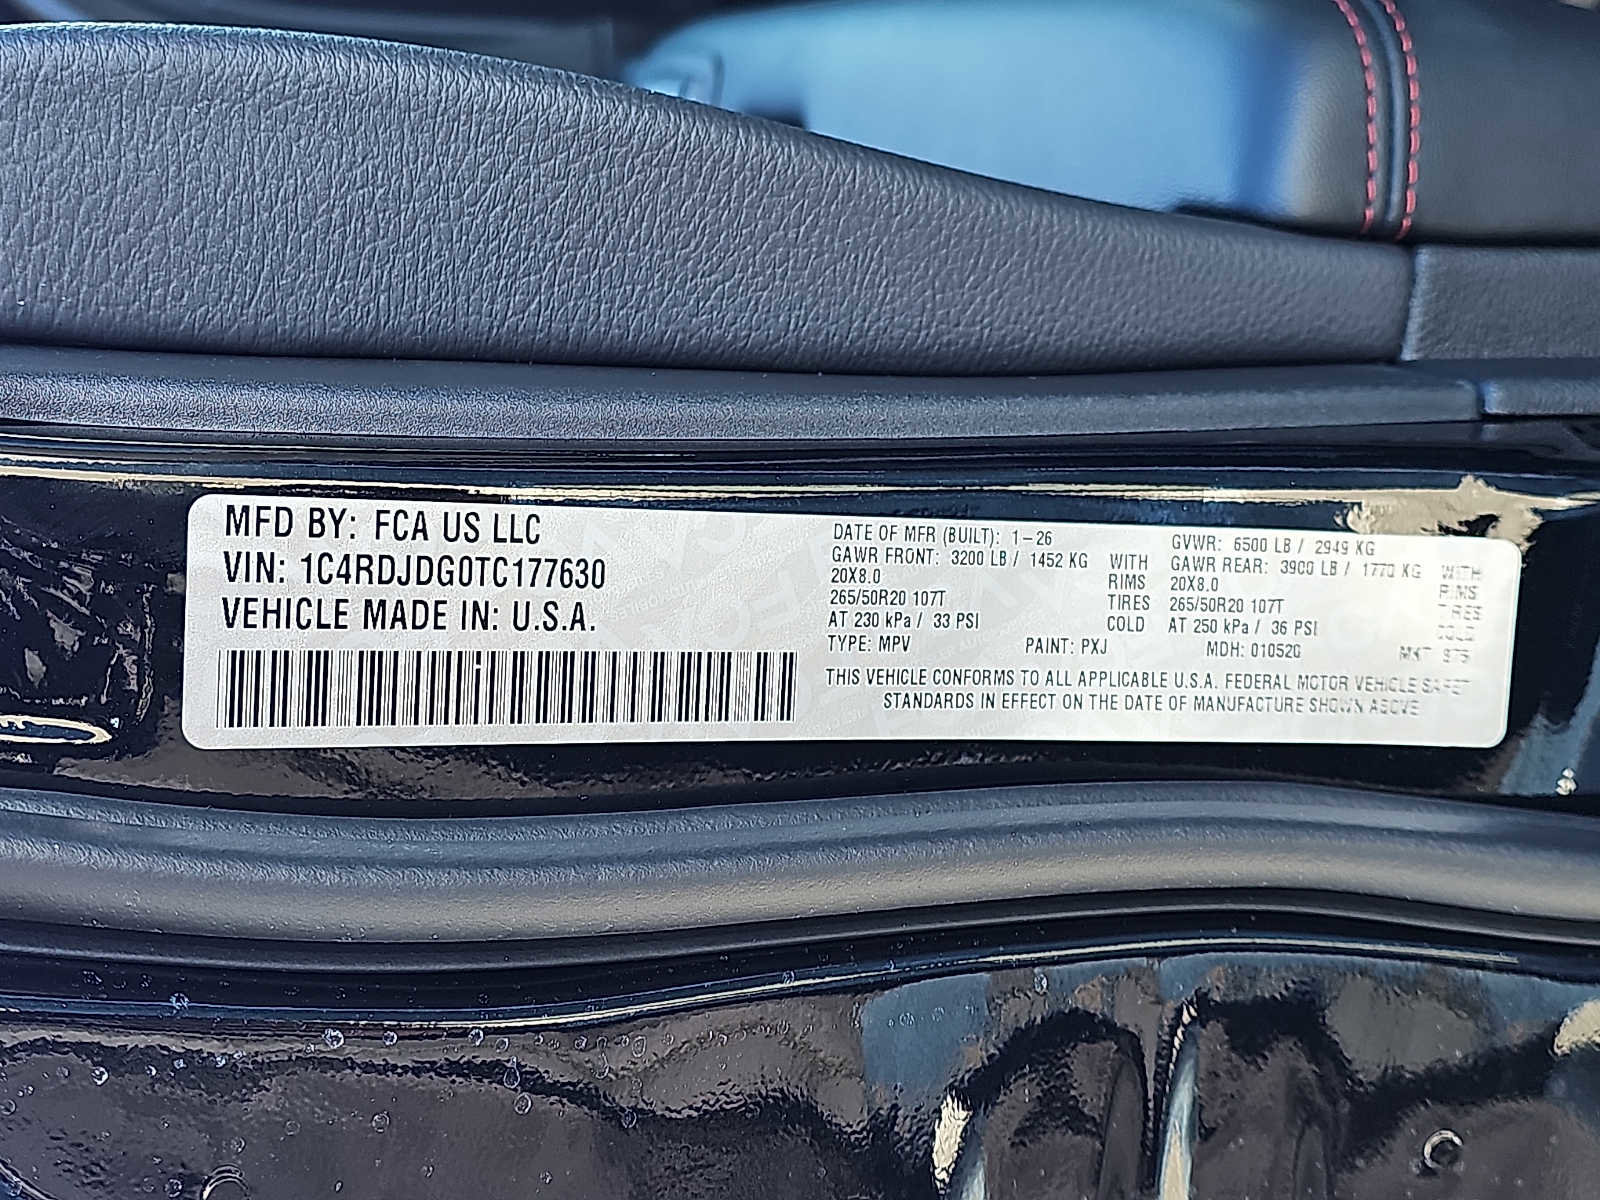 MFD BY: FCA US LLC
VIN: 1C4RDJDG0TC177630
VEHICLE MADE IN: U.S.A.
DATE OF MFR (BUILT): 1-26 GVWR: 6500 LB / 2949 KG
GAWR FRONT: 3200 LB / 1452 KG WITH GAWR REAR: 3900 LB / 1770 KG WITH
20X8.0 RIMS 20X8.0 RIMS
265/50R20 107T TIRES 265/50R20 107T TIRES
AT 230 kPa / 33 PSI COLD AT 250 kPa / 36 PSI COLD
TYPE: MPV PAINT: PXJ MDH: 010520 MKT
THIS VEHICLE CONFORMS TO ALL APPLICABLE U.S.A. FEDERAL MOTOR VEHICLE
STANDARDS IN EFFECT ON THE DATE OF MANUFACTURE SHOWN ABOVE